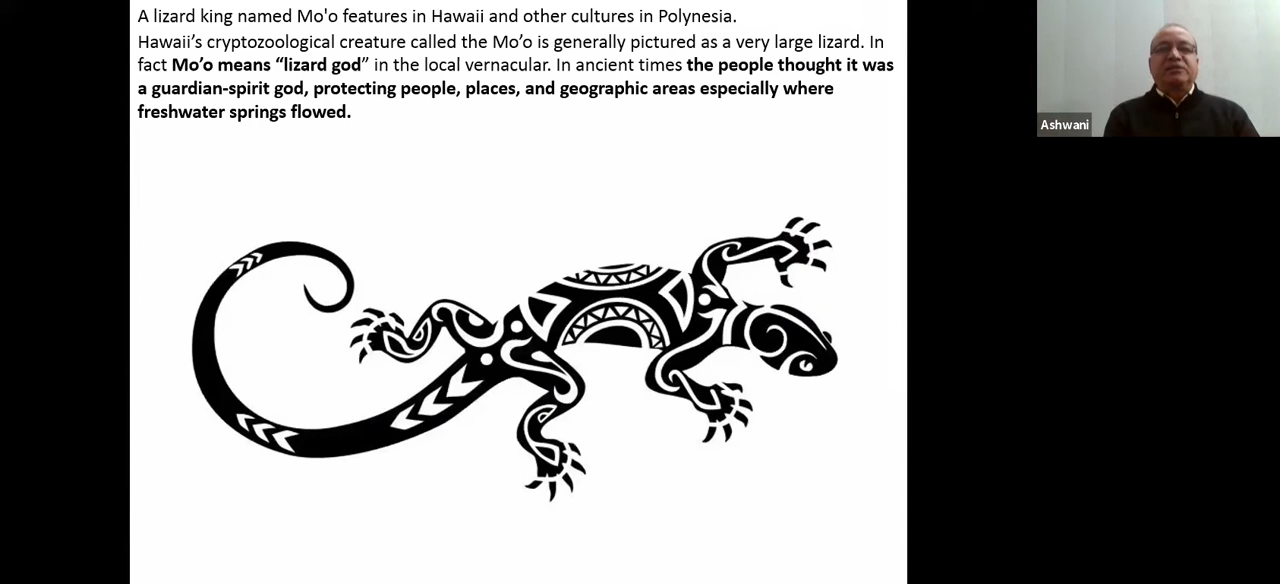 A lizard king named Mo'o features in Hawaii and other cultures in Polynesia.
Hawaii’s cryptozoological creature called the Mo’o is generally pictured as a very large lizard. In
fact Mo’o means “lizard god” in the local vernacular. In ancient times the people thought it was
a guardian-spirit god, protecting people, places, and geographic areas especially where
freshwater springs flowed.
Ashwani